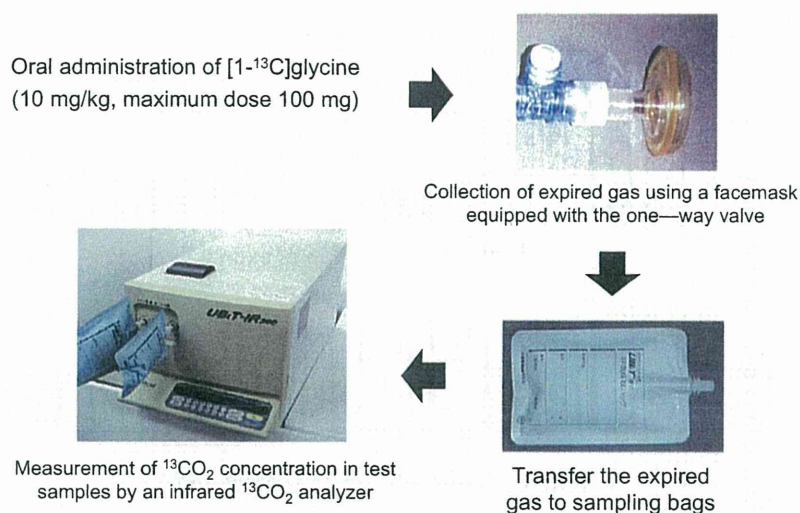 Oral administration of [1-¹³C]glycine
(10 mg/kg, maximum dose 100 mg)
Collection of expired gas using a facemask
equipped with the one—way valve
UBiT-IR300
Measurement of ¹³CO₂ concentration in test
samples by an infrared ¹³CO₂ analyzer
Transfer the expired
gas to sampling bags